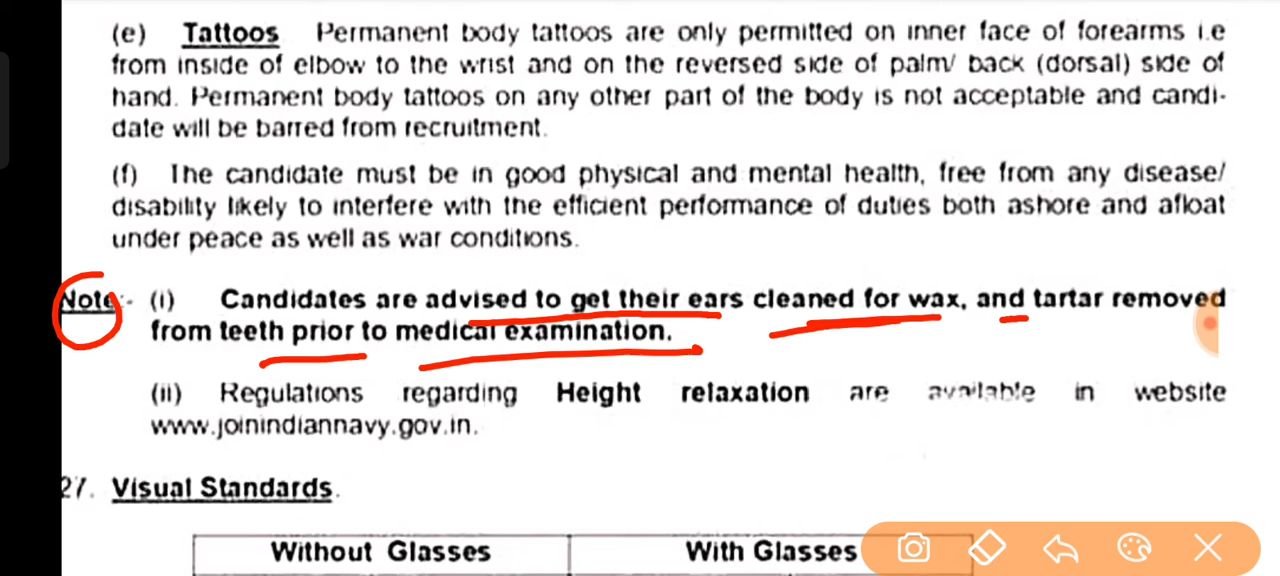 (e) Tattoos Permanent body tattoos are only permitted on inner face of forearms i.e
from inside of elbow to the wrist and on the reversed side of palm/ back (dorsal) side of
hand. Permanent body tattoos on any other part of the body is not acceptable and candi-
date will be barred from recruitment.
(f) The candidate must be in good physical and mental health, free from any disease/
disability likely to interfere with the efficient performance of duties both ashore and afloat
under peace as well as war conditions.
Note:- (i) Candidates are advised to get their ears cleaned for wax, and tartar removed
from teeth prior to medical examination.
(ii) Regulations regarding Height relaxation are available in website
www.joinindiannavy.gov.in.
27. Visual Standards.
Without Glasses With Glasses